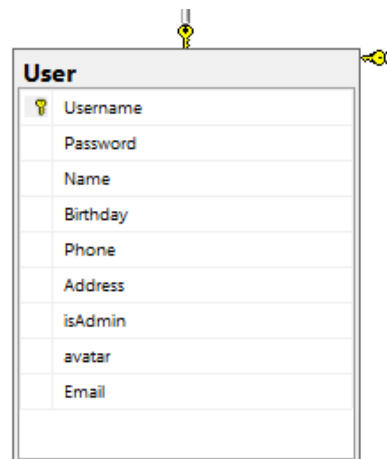 User
Username
Password
Name
Birthday
Phone
Address
isAdmin
avatar
Email